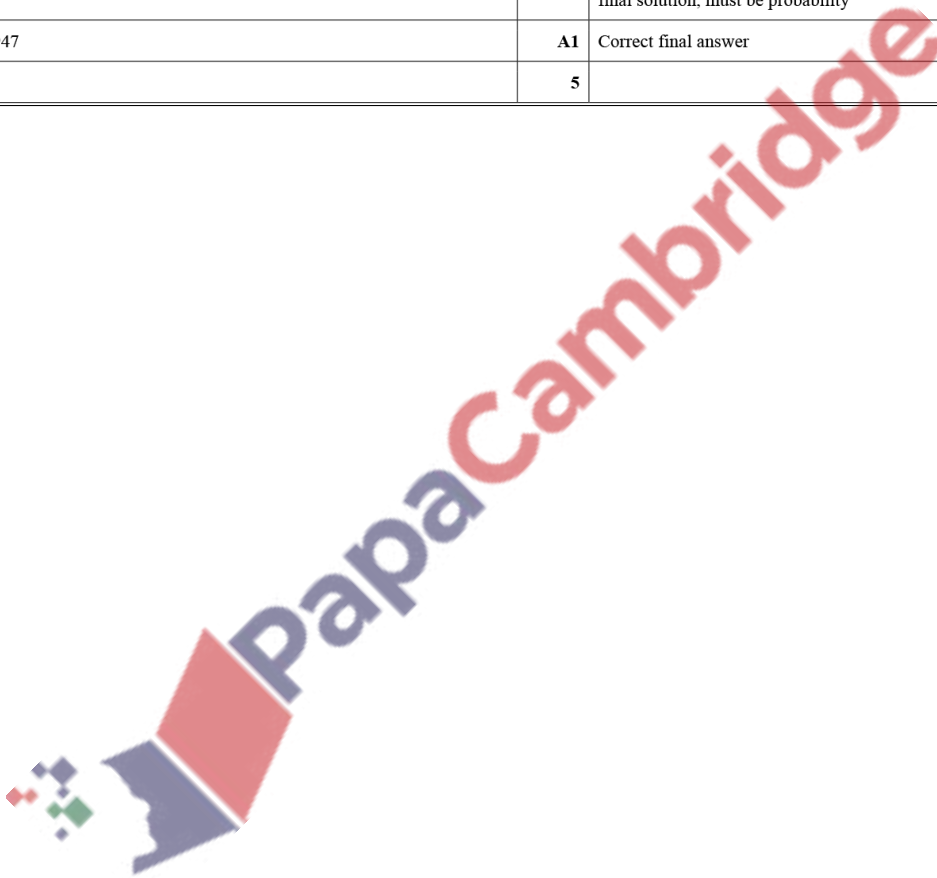 final solution, must be probability
47 A1 Correct final answer
5
PapaCambridge